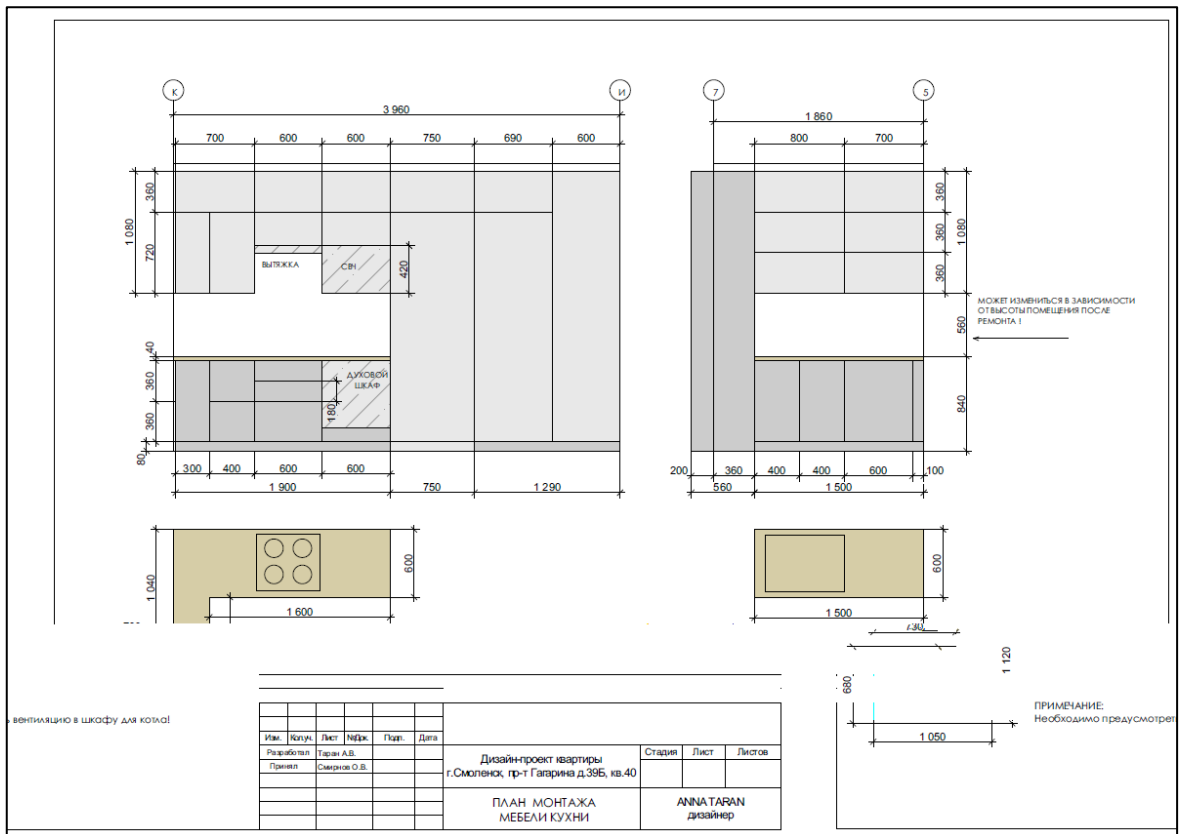 К
И
7
5
3 960
1 860
700 600 600 750 690 600
800 700
360
1 080
720
ВЫТЯЖКА
СВЧ
420
360
360
1 080
360
МОЖЕТ ИЗМЕНИТЬСЯ В ЗАВИСИМОСТИ
ОТ ВЫСОТЫ ПОМЕЩЕНИЯ ПОСЛЕ
РЕМОНТА !
560
40
360
ДУХОВОЙ
ШКАФ
180
360
80
840
300 400 600 600
1 900 750 1 290
200 360 400 400 600 100
560 1 500
1 040
600
1 600
600
1 500
1 120
680
1 050
ПРИМЕЧАНИЕ:
Необходимо предусмотрет
вентиляцию в шкафу для котла!
Изм. Кол.уч. Лист №Док. Подп. Дата
Разработал Таран А.В.
Принял Смирнов О.В.
Дизайн-проект квартиры
г.Смоленск, пр-т Гагарина д.39Б, кв.40
Стадия Лист Листов
ПЛАН МОНТАЖА
МЕБЕЛИ КУХНИ
ANNA TARAN
дизайнер